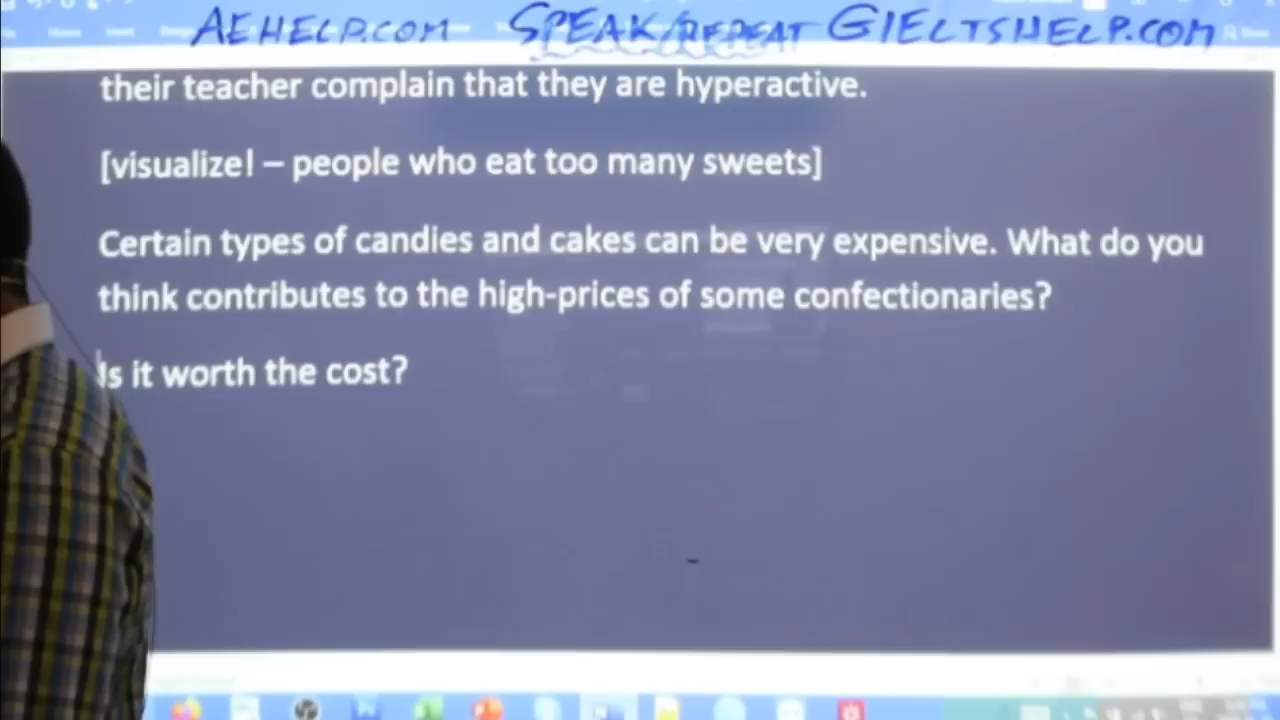 AEHELP.COM SPEAK/REPEAT GIELTSHELP.COM
their teacher complain that they are hyperactive.
[visualize! – people who eat too many sweets]
Certain types of candies and cakes can be very expensive. What do you
think contributes to the high-prices of some confectionaries?
Is it worth the cost?